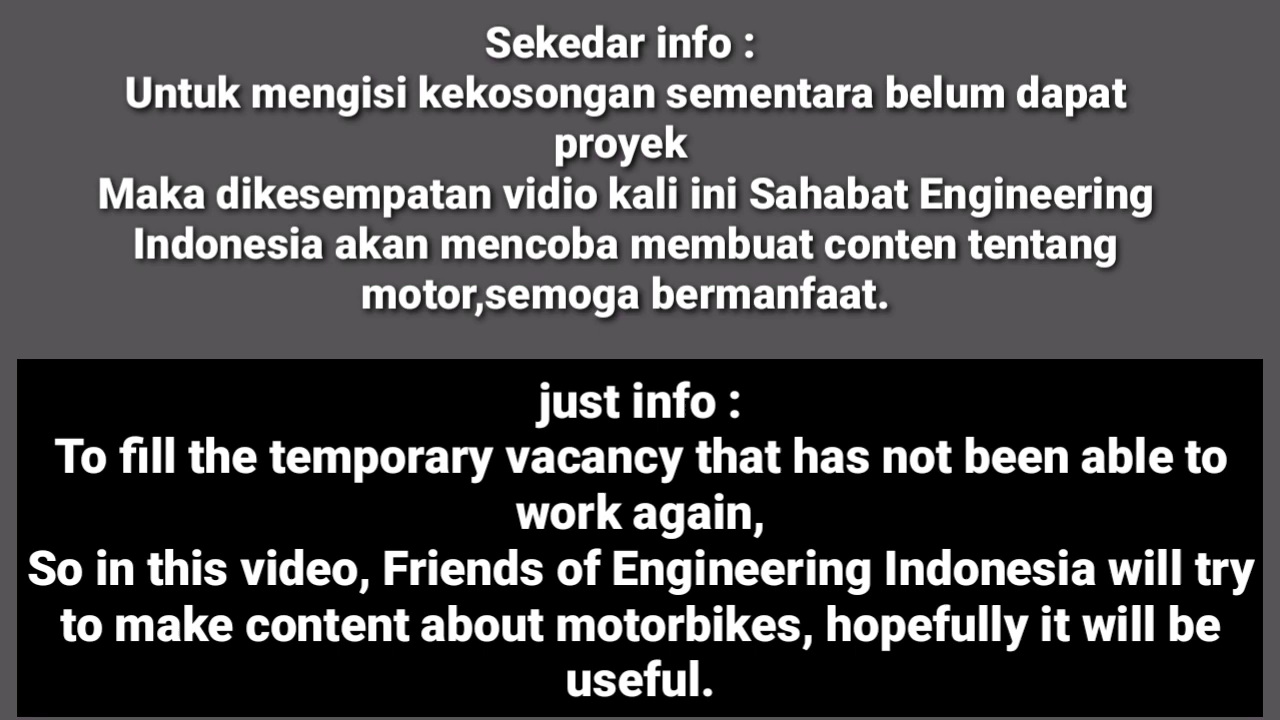 Sekedar info :
Untuk mengisi kekosongan sementara belum dapat
proyek
Maka dikesempatan vidio kali ini Sahabat Engineering
Indonesia akan mencoba membuat conten tentang
motor,semoga bermanfaat.
just info :
To fill the temporary vacancy that has not been able to
work again,
So in this video, Friends of Engineering Indonesia will try
to make content about motorbikes, hopefully it will be
useful.